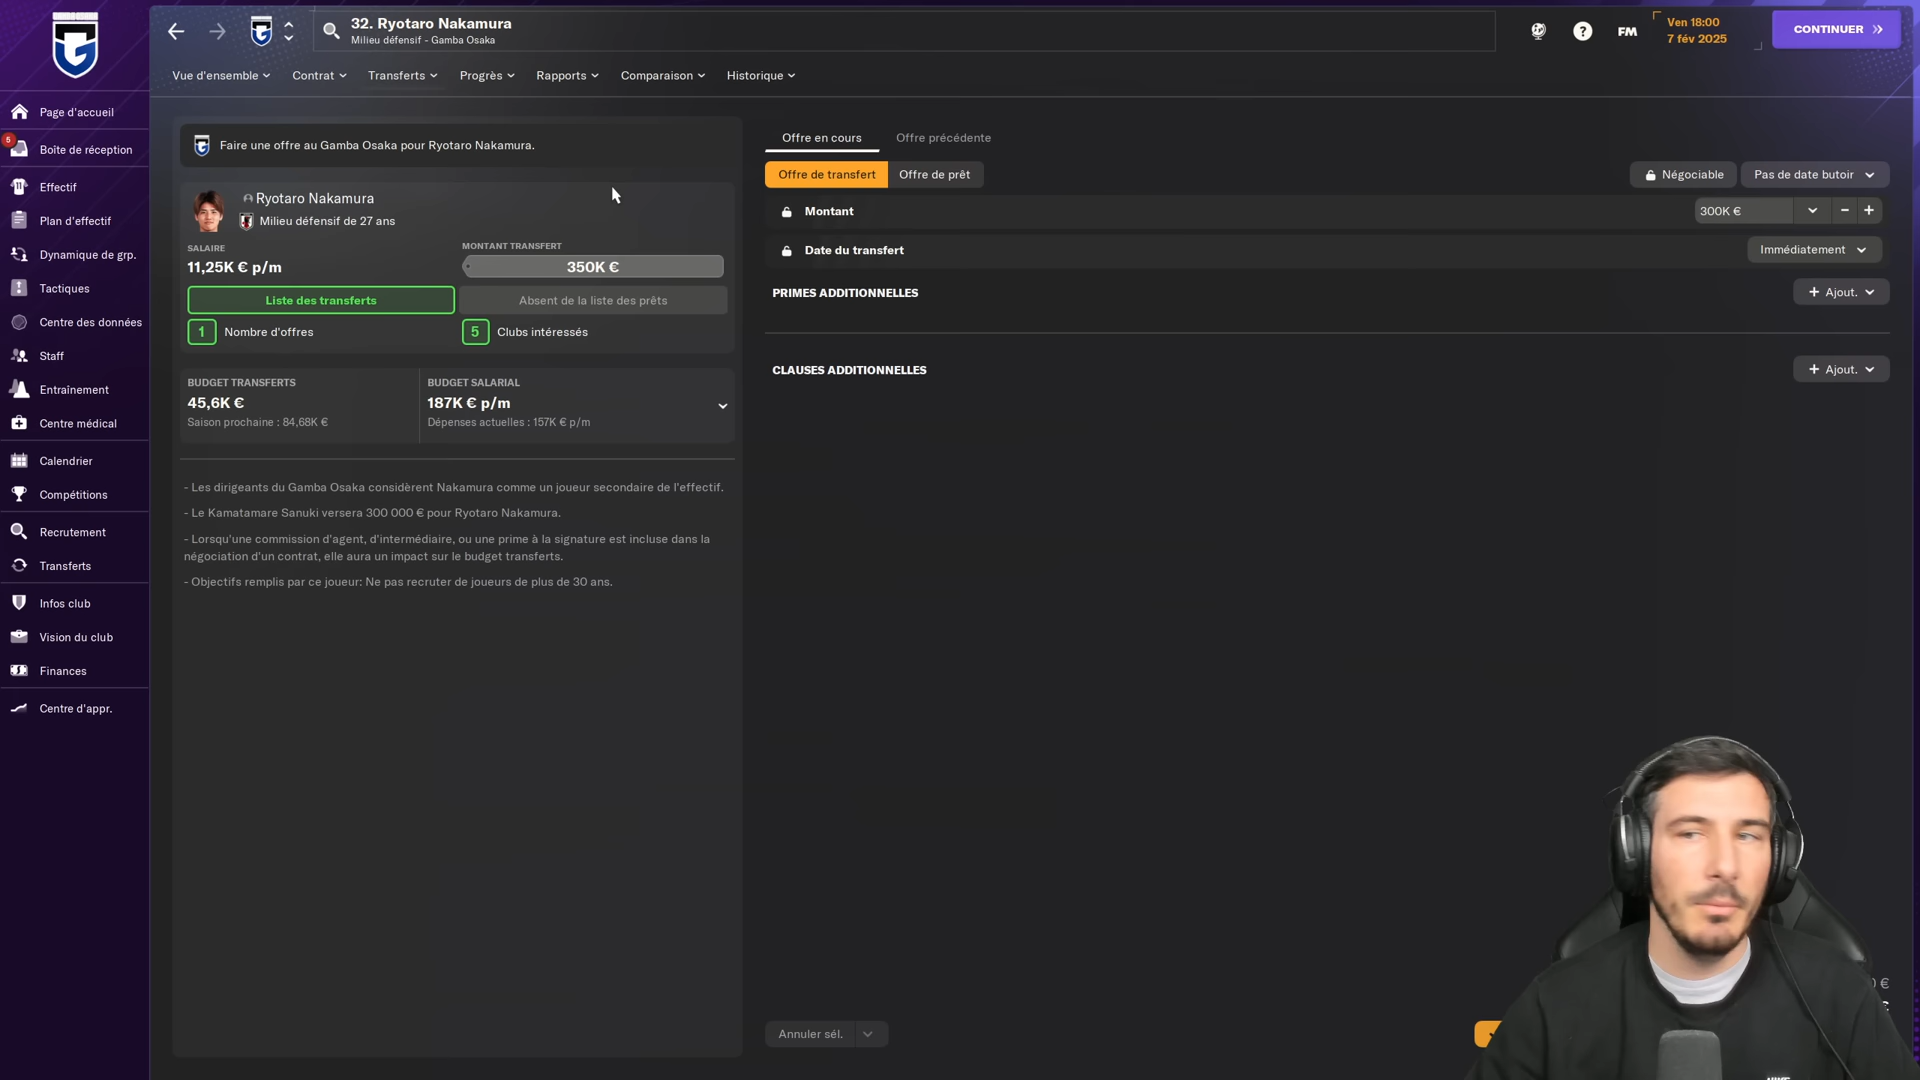 32. Ryotaro Nakamura
Milieu défensif - Gamba Osaka
FM
Ven 18:00
7 fév 2025
CONTINUER
Vue d'ensemble
Contrat
Transferts
Progrès
Rapports
Comparaison
Historique
Page d'accueil
5
Boîte de réception
Effectif
Plan d'effectif
Dynamique de grp.
Tactiques
Centre des données
Staff
Entraînement
Centre médical
Calendrier
Compétitions
Recrutement
Transferts
Infos club
Vision du club
Finances
Centre d'appr.
Faire une offre au Gamba Osaka pour Ryotaro Nakamura.
Ryotaro Nakamura
Milieu défensif de 27 ans
SALAIRE
11,25K € p/m
MONTANT TRANSFERT
350K €
Liste des transferts
Absent de la liste des prêts
1 Nombre d'offres
5 Clubs intéressés
BUDGET TRANSFERTS
45,6K €
Saison prochaine : 84,68K €
BUDGET SALARIAL
187K € p/m
Dépenses actuelles : 157K € p/m
- Les dirigeants du Gamba Osaka considèrent Nakamura comme un joueur secondaire de l'effectif.
- Le Kamatamare Sanuki versera 300 000 € pour Ryotaro Nakamura.
- Lorsqu'une commission d'agent, d'intermédiaire, ou une prime à la signature est incluse dans la
négociation d'un contrat, elle aura un impact sur le budget transferts.
- Objectifs remplis par ce joueur: Ne pas recruter de joueurs de plus de 30 ans.
Offre en cours
Offre précédente
Offre de transfert
Offre de prêt
Négociable
Pas de date butoir
Montant
300K €
Date du transfert
Immédiatement
PRIMES ADDITIONNELLES
+ Ajout.
CLAUSES ADDITIONNELLES
+ Ajout.
Annuler sél.